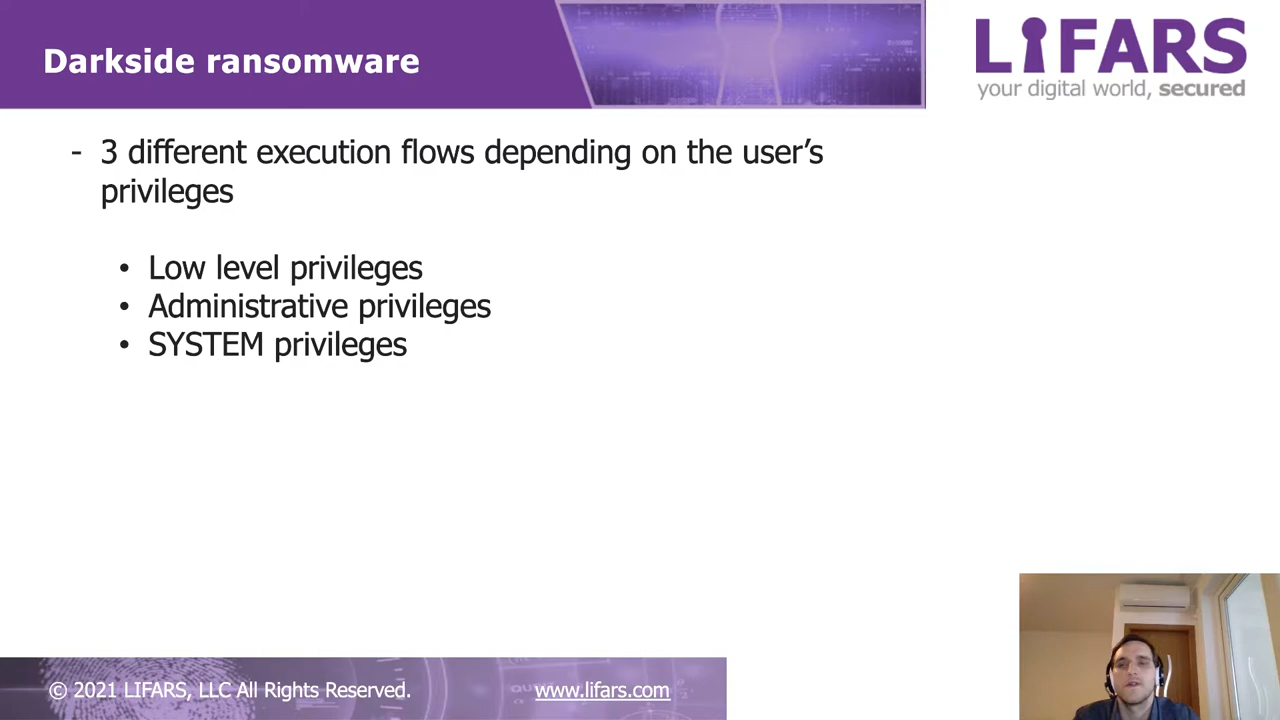 Darkside ransomware
LIFARS
your digital world, secured
- 3 different execution flows depending on the user’s
privileges
• Low level privileges
• Administrative privileges
• SYSTEM privileges
© 2021 LIFARS, LLC All Rights Reserved.
www.lifars.com